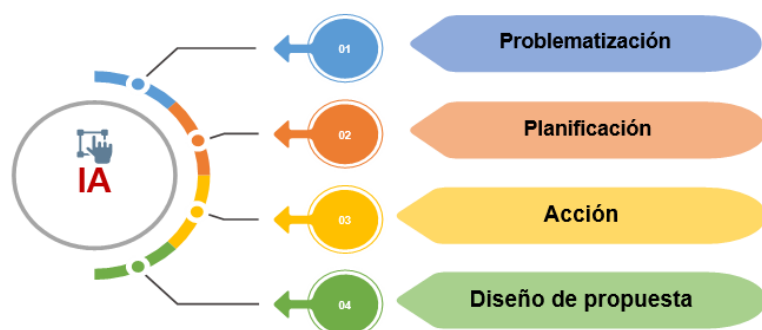 IA
01
Problematización
02
Planificación
03
Acción
04
Diseño de propuesta